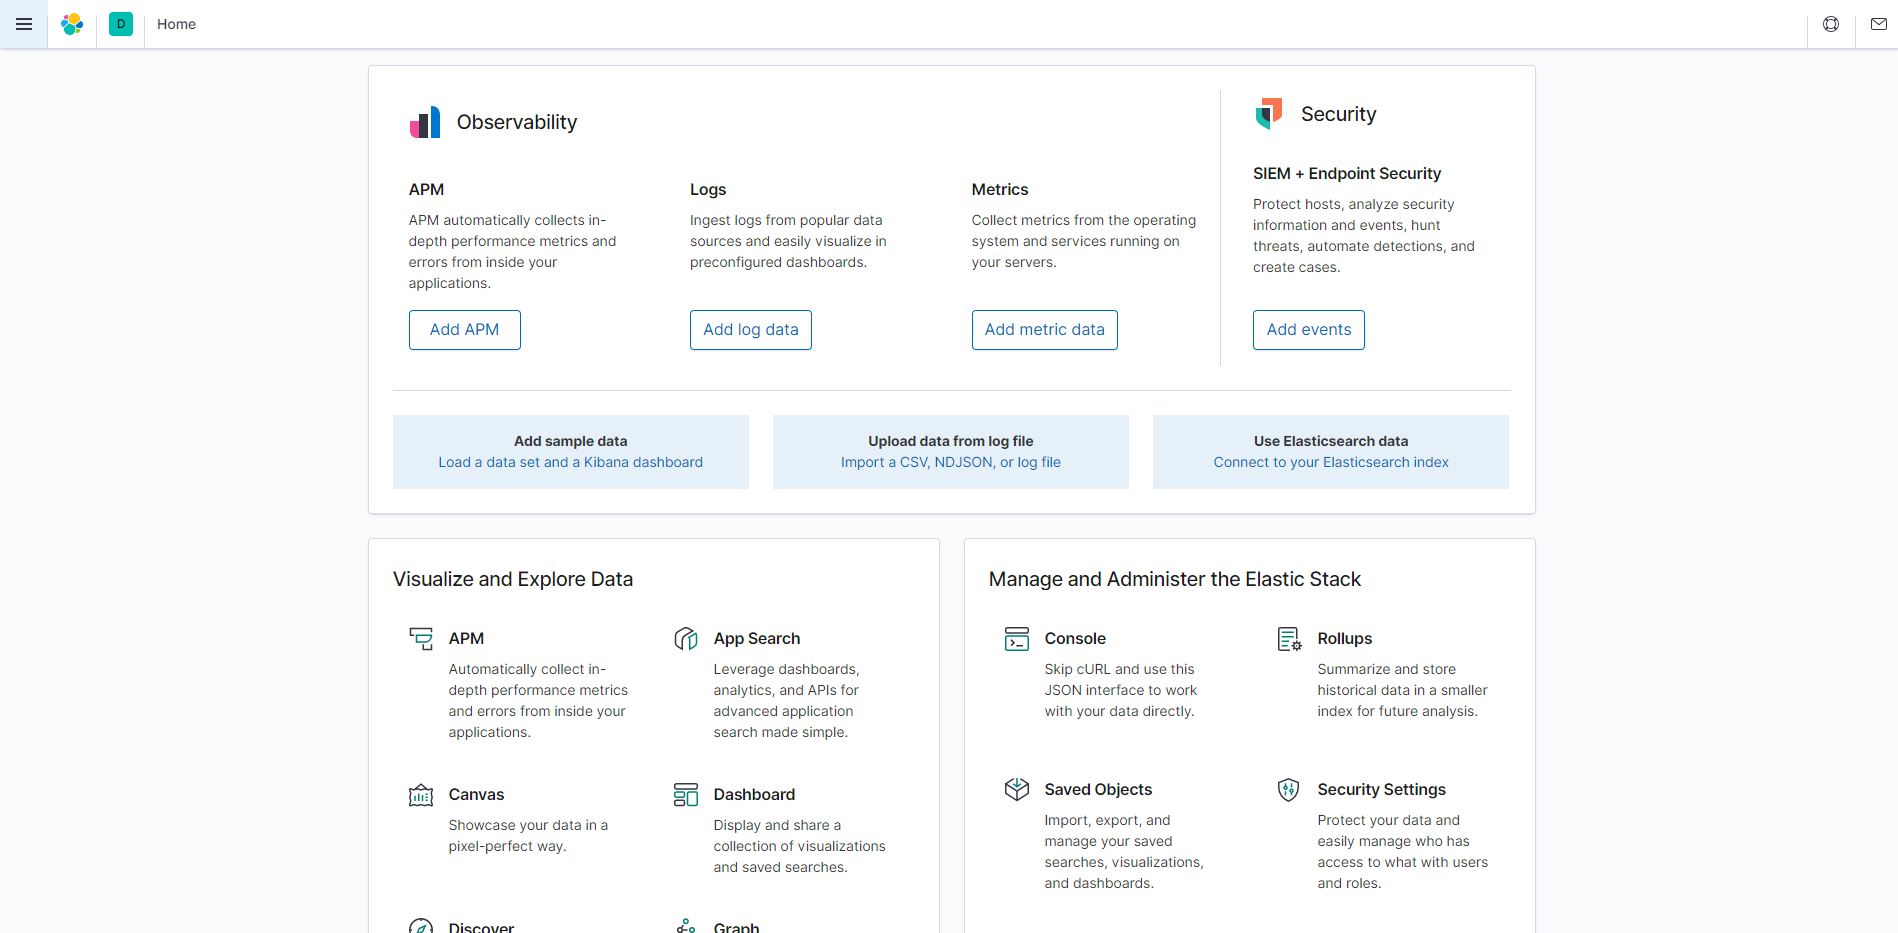 D
Home
Observability
APM
APM automatically collects in-
depth performance metrics and
errors from inside your
applications.
Add APM
Logs
Ingest logs from popular data
sources and easily visualize in
preconfigured dashboards.
Add log data
Metrics
Collect metrics from the operating
system and services running on
your servers.
Add metric data
Security
SIEM + Endpoint Security
Protect hosts, analyze security
information and events, hunt
threats, automate detections, and
create cases.
Add events
Add sample data
Load a data set and a Kibana dashboard
Upload data from log file
Import a CSV, NDJSON, or log file
Use Elasticsearch data
Connect to your Elasticsearch index
Visualize and Explore Data
APM
Automatically collect in-
depth performance metrics
and errors from inside your
applications.
App Search
Leverage dashboards,
analytics, and APIs for
advanced application
search made simple.
Canvas
Showcase your data in a
pixel-perfect way.
Dashboard
Display and share a
collection of visualizations
and saved searches.
Discover
Graph
Manage and Administer the Elastic Stack
Console
Skip cURL and use this
JSON interface to work
with your data directly.
Rollups
Summarize and store
historical data in a smaller
index for future analysis.
Saved Objects
Import, export, and
manage your saved
searches, visualizations,
and dashboards.
Security Settings
Protect your data and
easily manage who has
access to what with users
and roles.